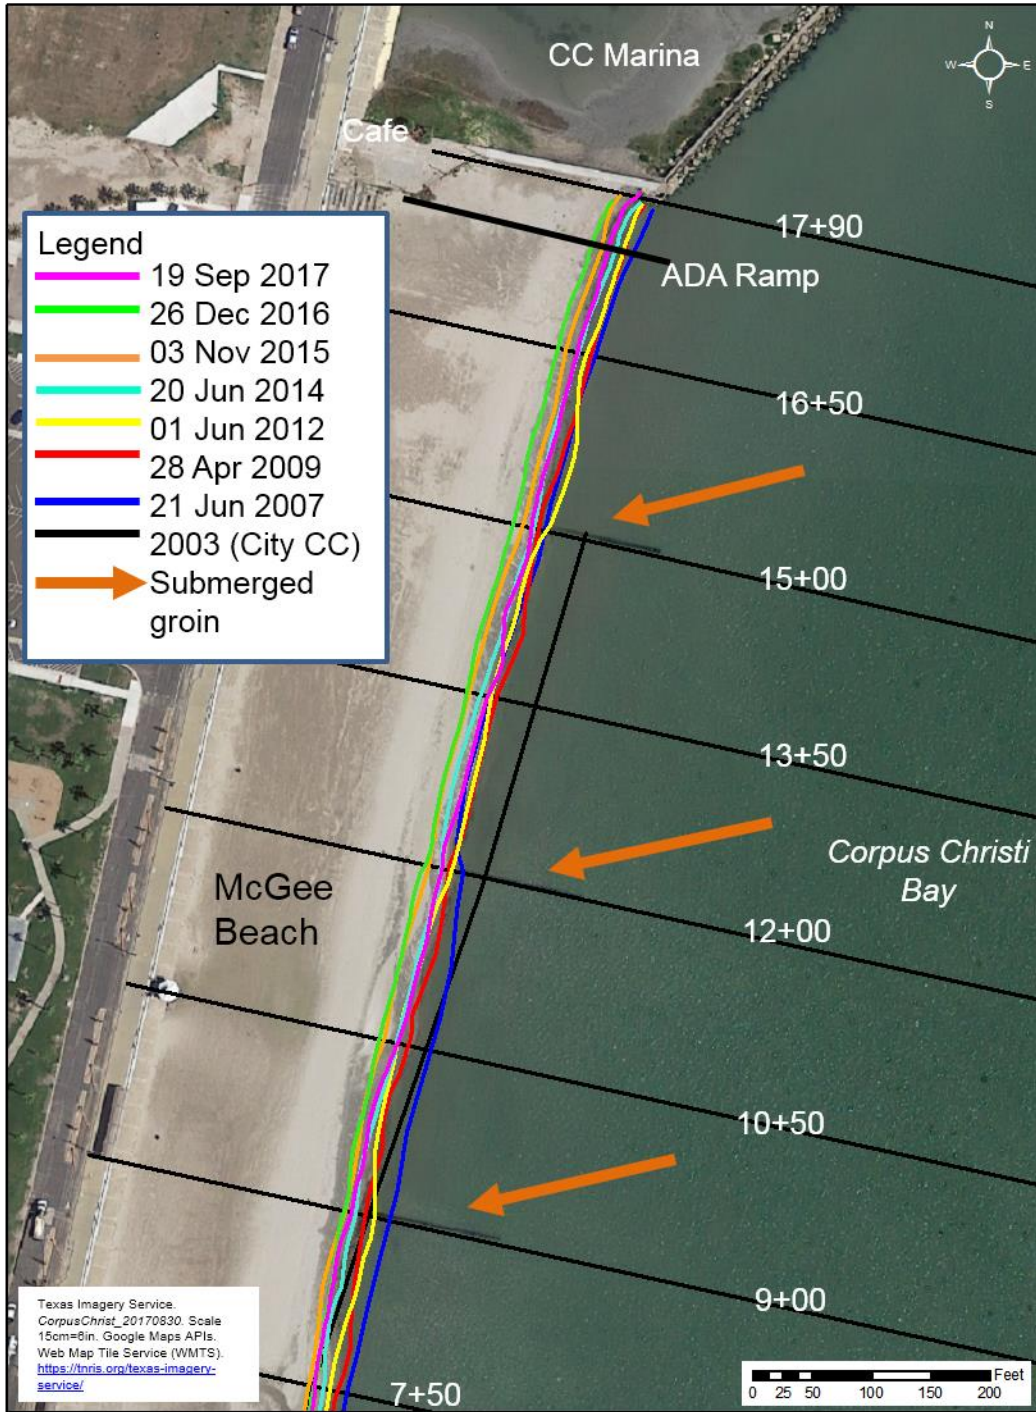 CC Marina
N
W
E
S
Cafe
17+90
ADA Ramp
Legend
19 Sep 2017
26 Dec 2016
03 Nov 2015
20 Jun 2014
01 Jun 2012
28 Apr 2009
21 Jun 2007
2003 (City CC)
Submerged
groin
16+50
15+00
13+50
McGee
Beach
Corpus Christi
Bay
12+00
10+50
9+00
7+50
Texas Imagery Service.
CorpusChrist_20170830. Scale
15cm=6in. Google Maps APIs.
Web Map Tile Service (WMTS).
https://tnris.org/texas-imagery-
service/
Feet
0 25 50 100 150 200